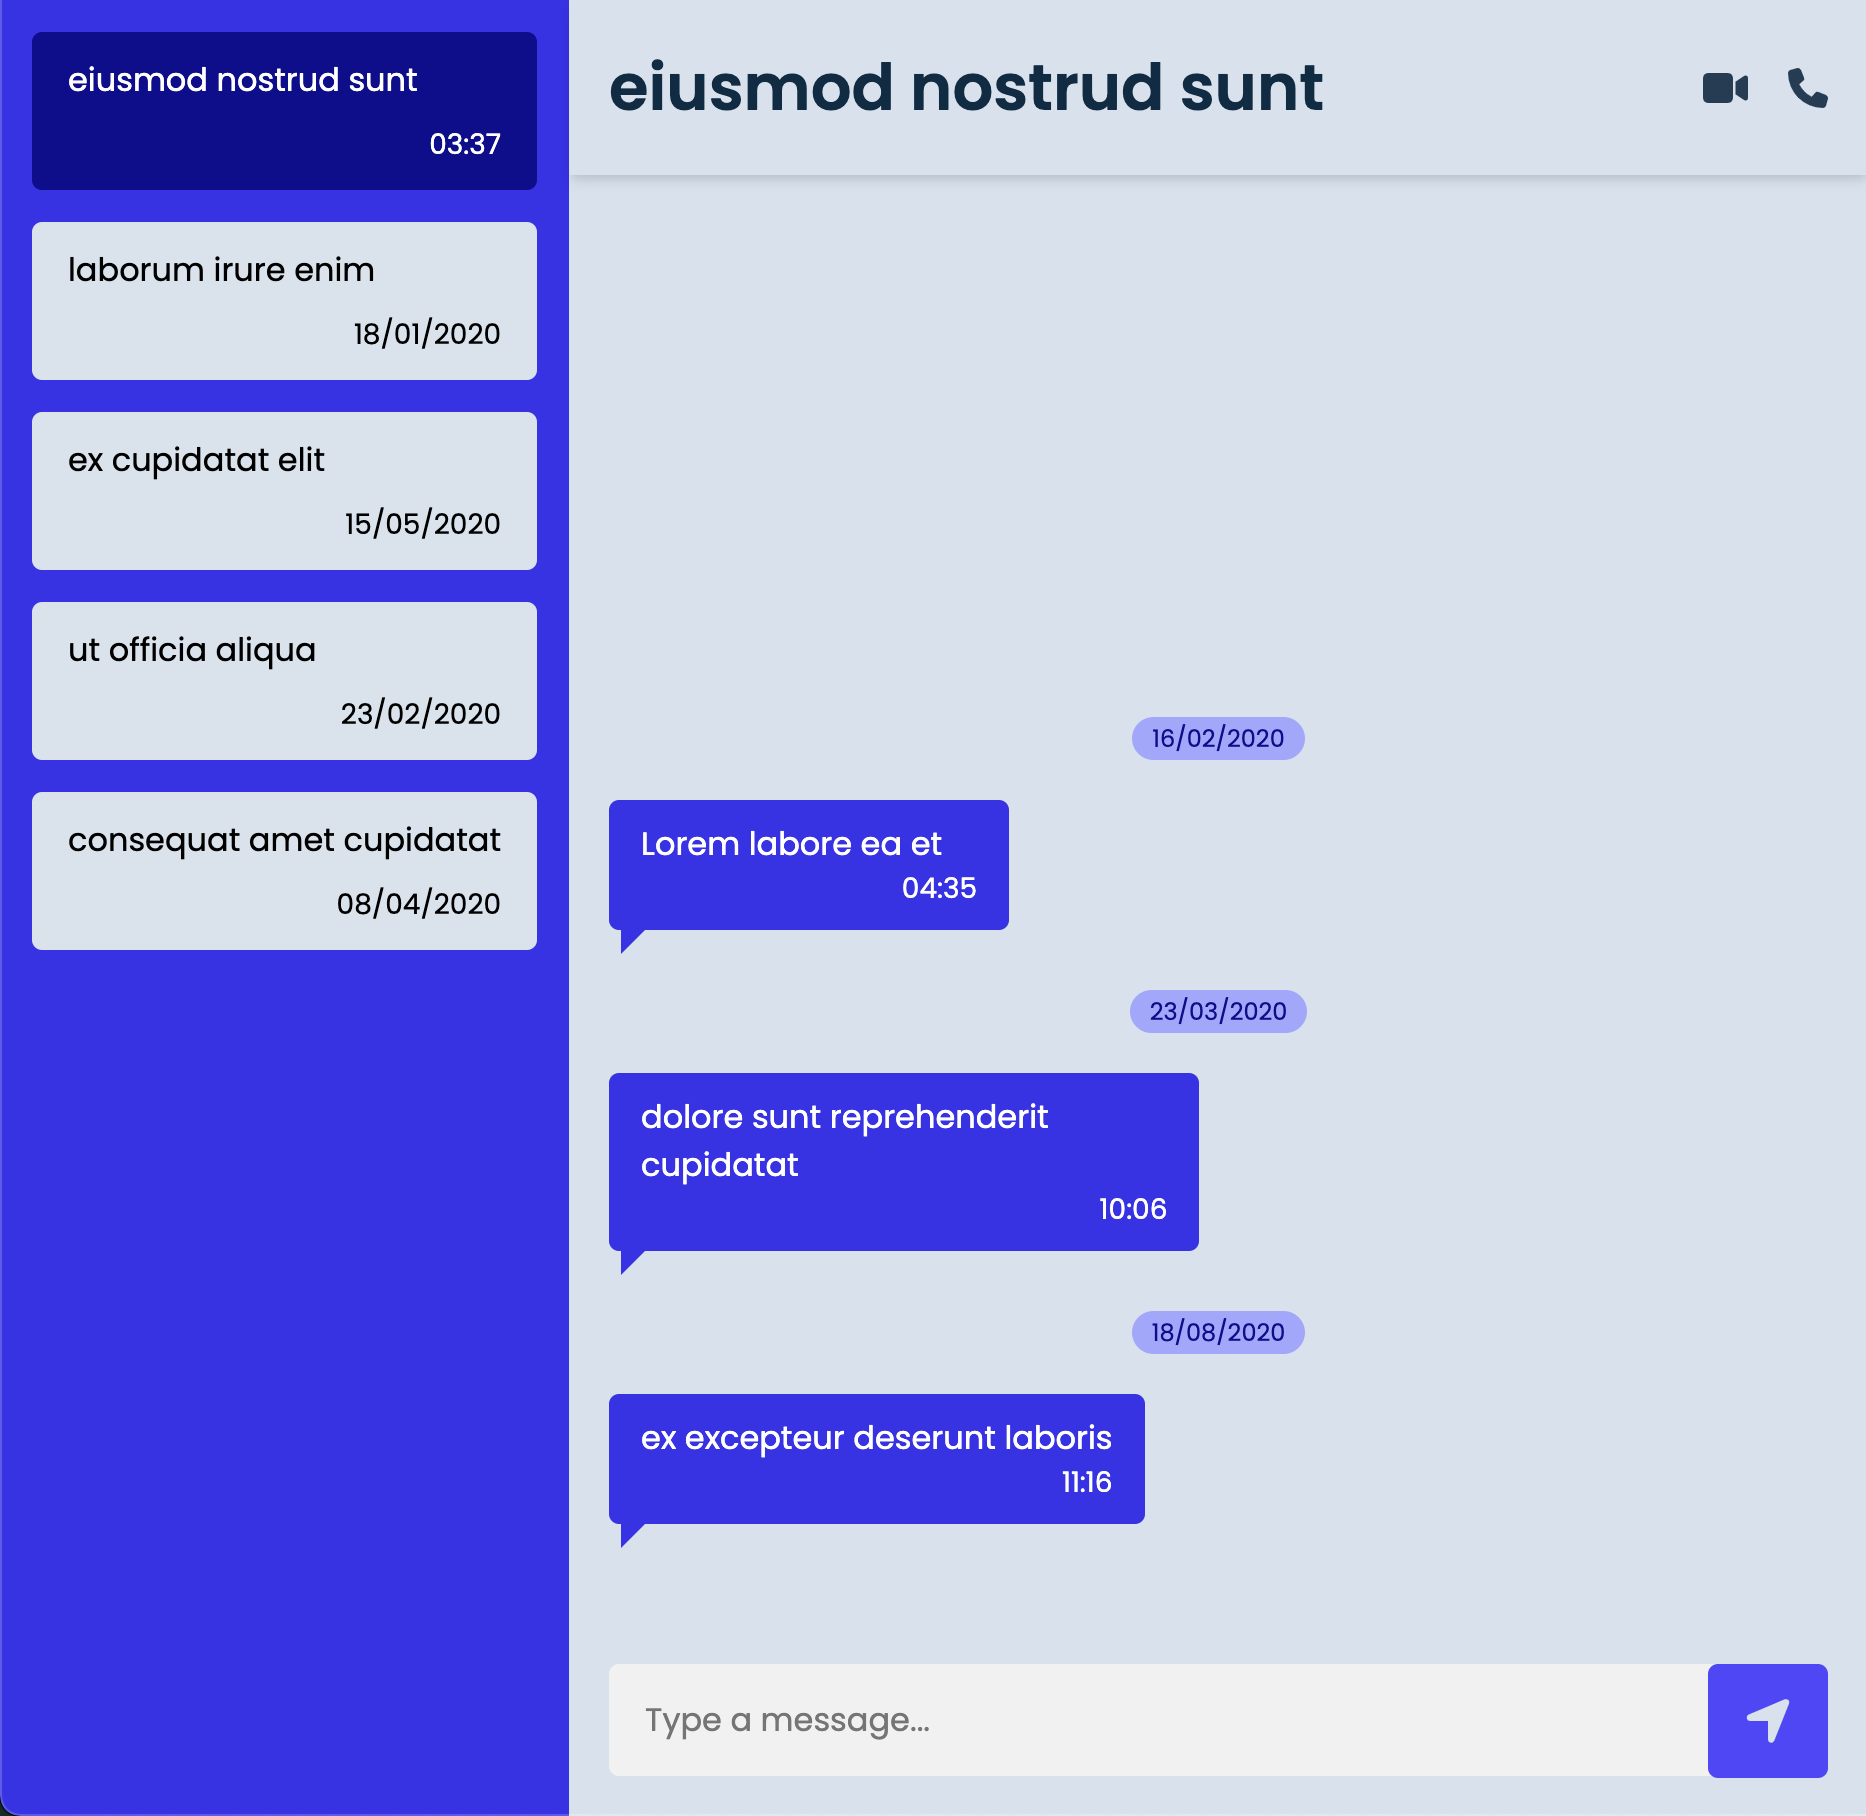 eiusmod nostrud sunt
03:37
laborum irure enim
18/01/2020
ex cupidatat elit
15/05/2020
ut officia aliqua
23/02/2020
consequat amet cupidatat
08/04/2020
eiusmod nostrud sunt
16/02/2020
Lorem labore ea et
04:35
23/03/2020
dolore sunt reprehenderit
cupidatat
10:06
18/08/2020
ex excepteur deserunt laboris
11:16
Type a message...